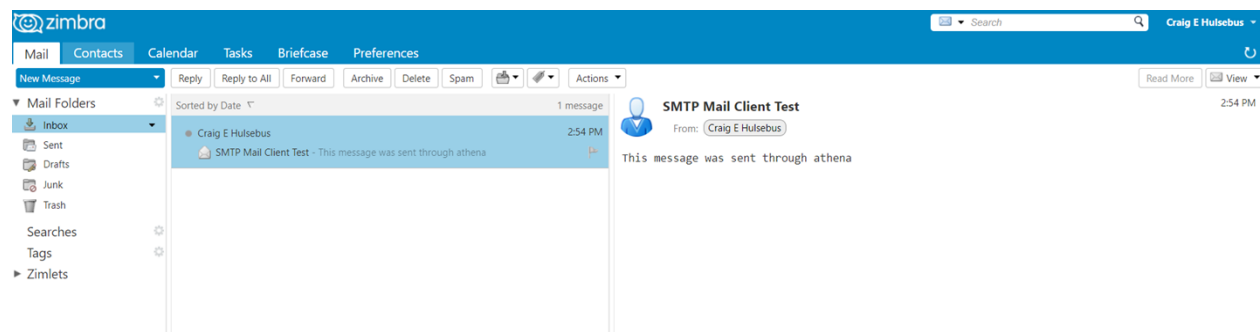 zimbra
Search
Craig E Hulsebus
Mail Contacts Calendar Tasks Briefcase Preferences
New Message
Reply Reply to All Forward Archive Delete Spam Actions
Read More View
Mail Folders
Inbox
Sent
Drafts
Junk
Trash
Searches
Tags
Zimlets
Sorted by Date 1 message
Craig E Hulsebus 2:54 PM
SMTP Mail Client Test - This message was sent through athena
SMTP Mail Client Test 2:54 PM
From: Craig E Hulsebus
This message was sent through athena